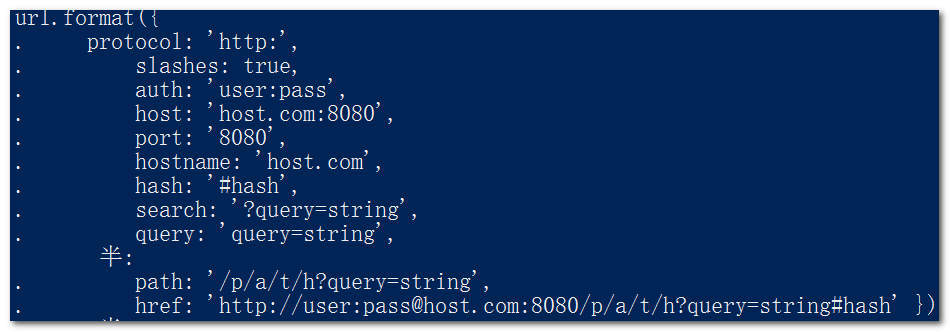 url.format({
.     protocol: 'http:',
.         slashes: true,
.         auth: 'user:pass',
.         host: 'host.com:8080',
.         port: '8080',
.         hostname: 'host.com',
.         hash: '#hash',
.         search: '?query=string',
.         query: 'query=string',
半:
.         path: '/p/a/t/h?query=string',
.         href: 'http://user:pass@host.com:8080/p/a/t/h?query=string#hash' })